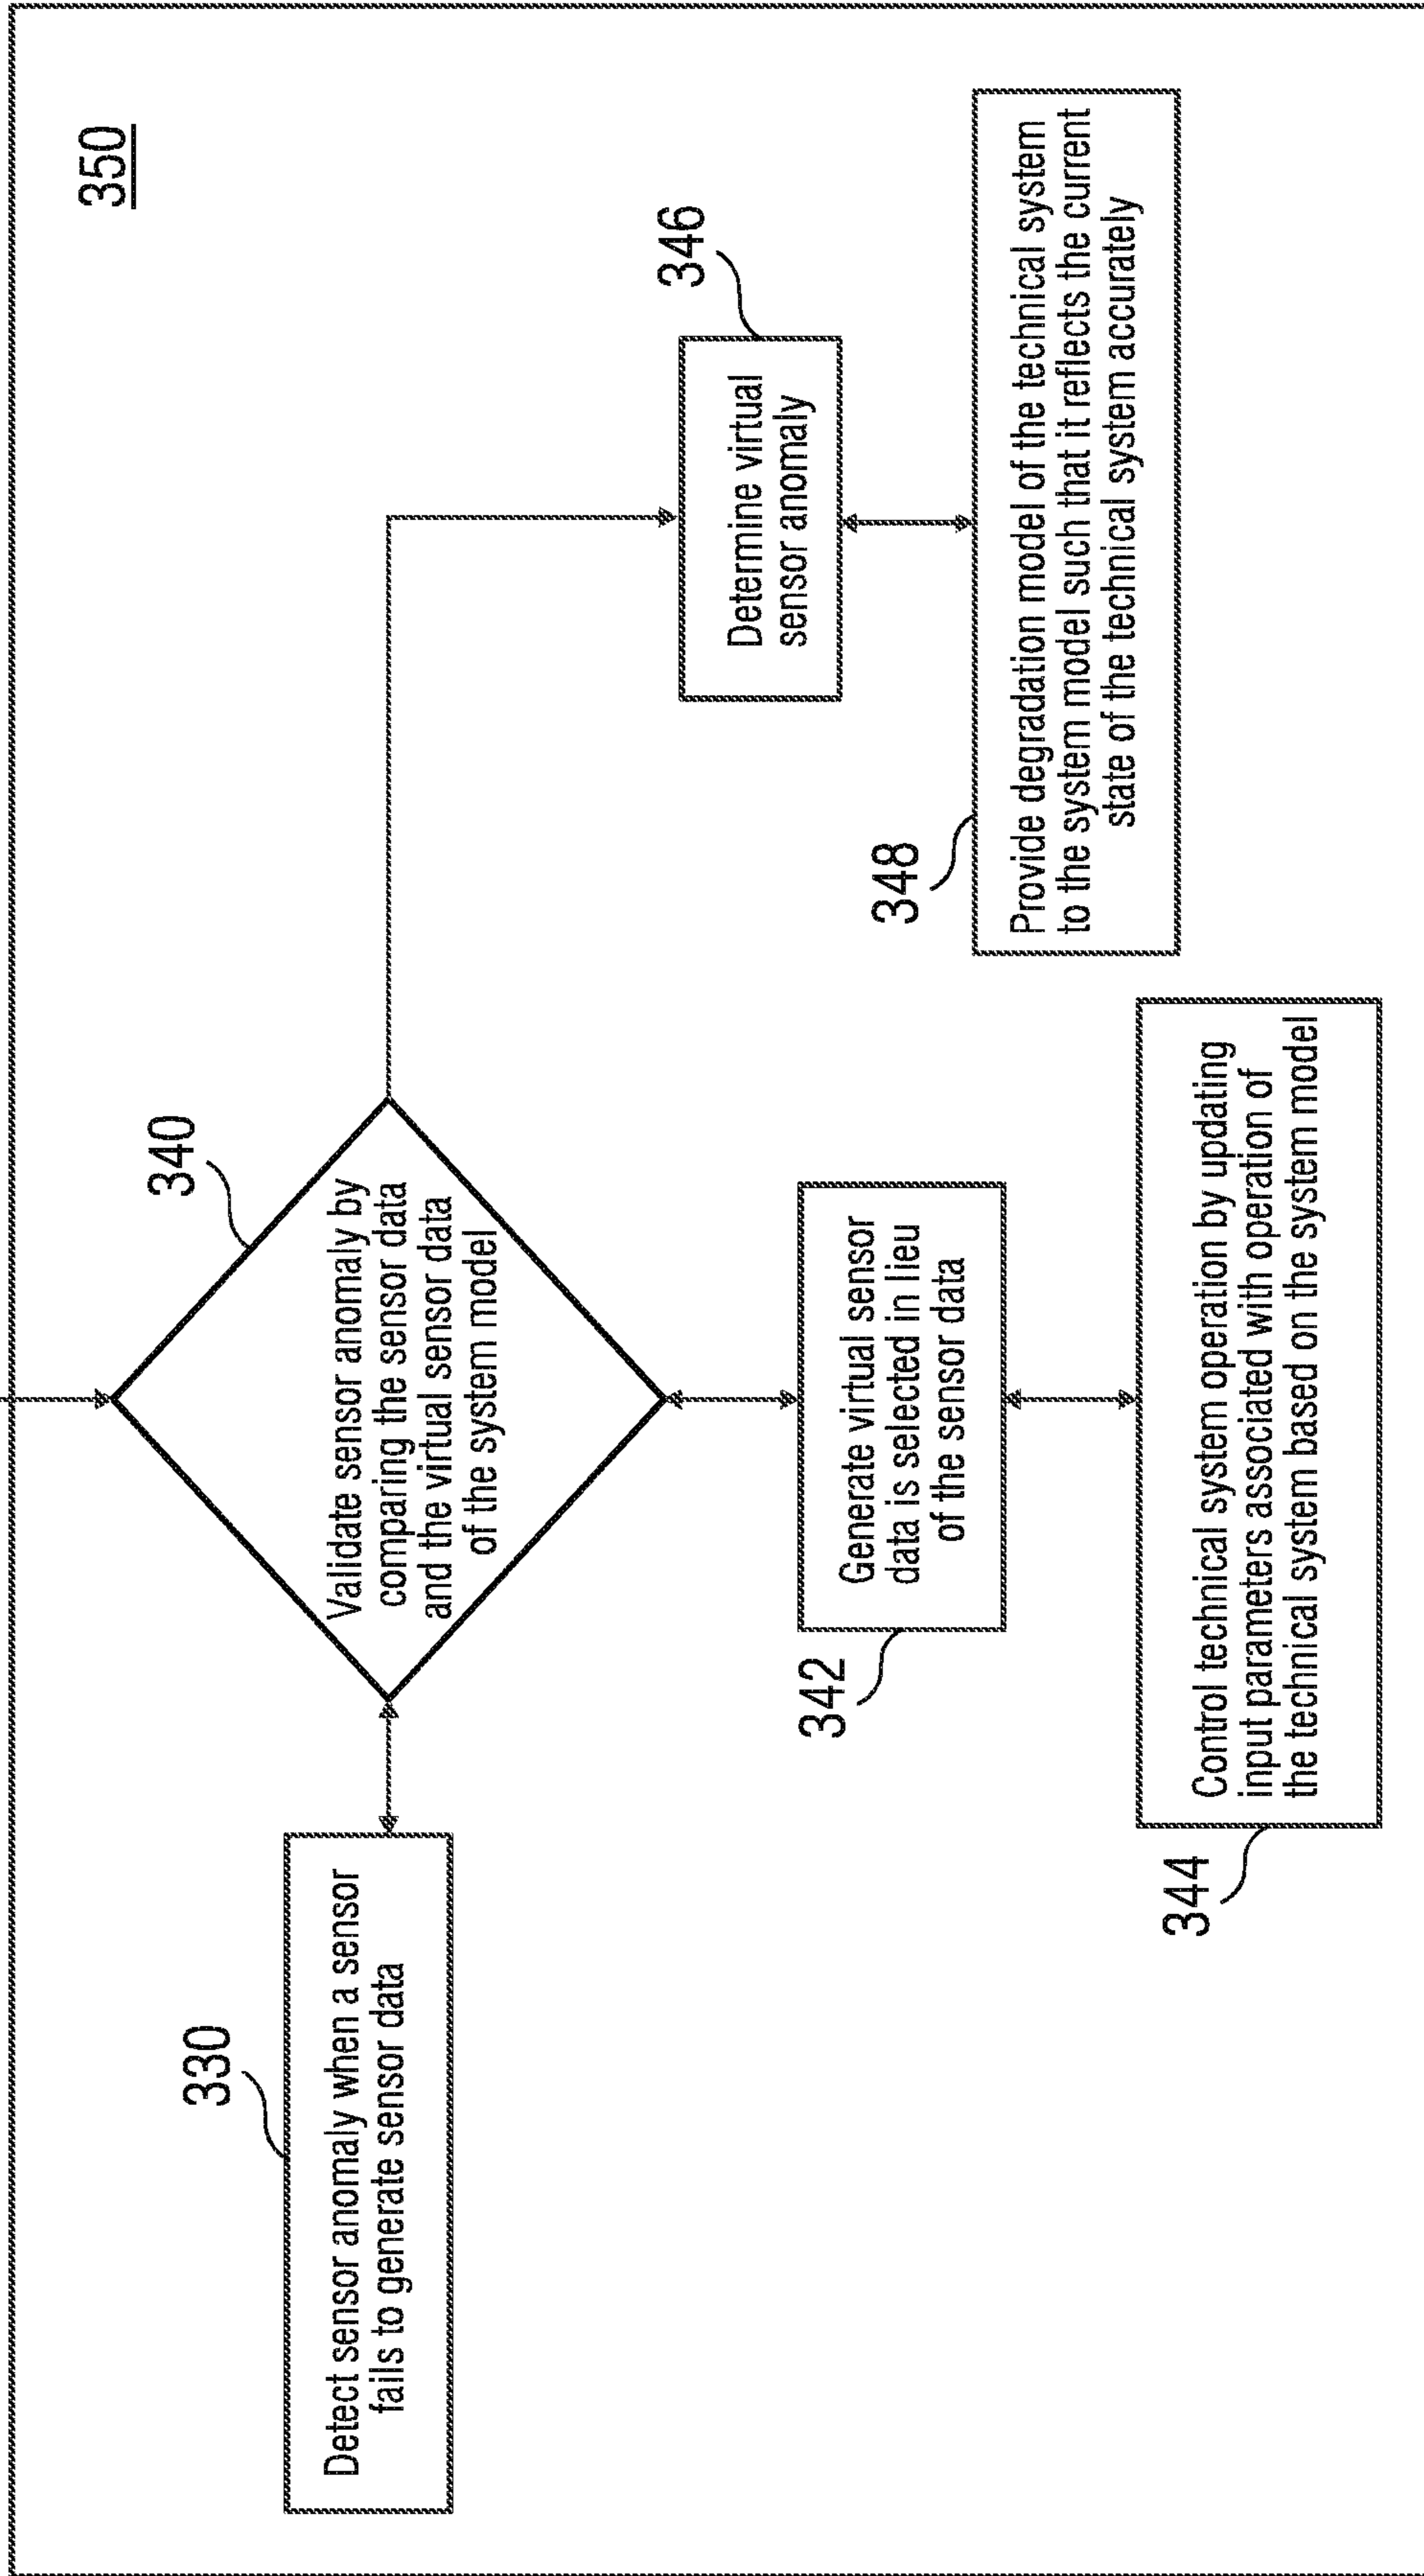 350
340
Validate sensor anomaly by
comparing the sensor data
and the virtual sensor data
of the system model
330
Detect sensor anomaly when a sensor
fails to generate sensor data
346
Determine virtual
sensor anomaly
342
Generate virtual sensor
data is selected in lieu
of the sensor data
348
Provide degradation model of the technical system
to the system model such that it reflects the current
state of the technical system accurately
344
Control technical system operation by updating
input parameters associated with operation of
the technical system based on the system model